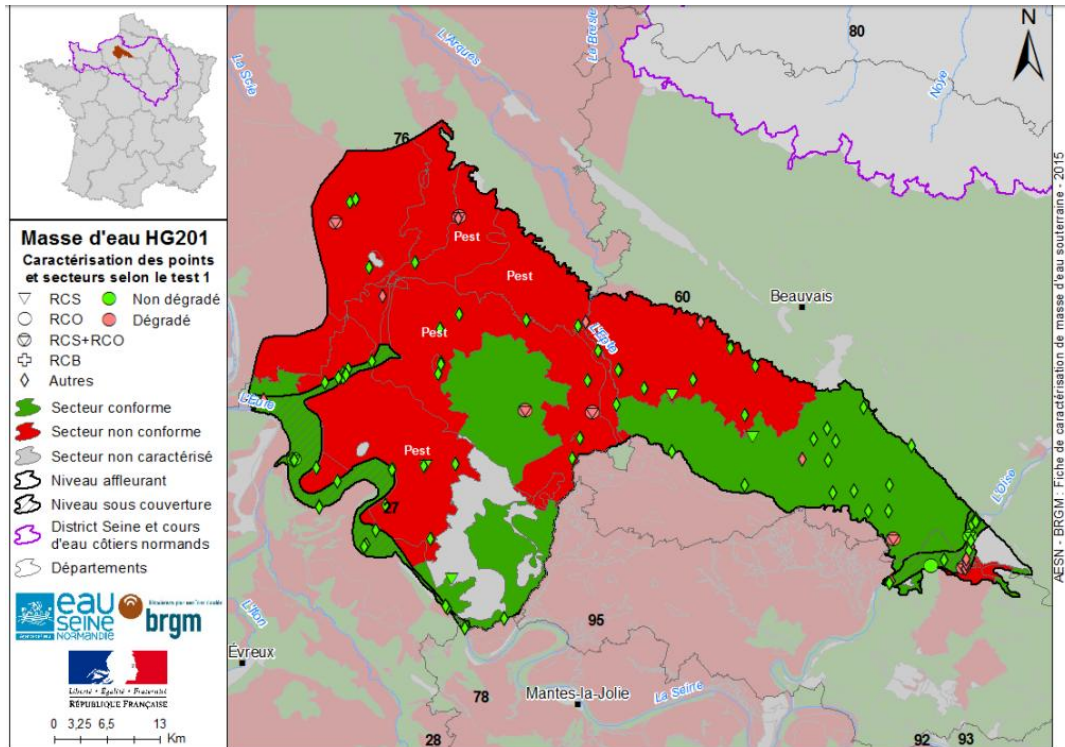 Masse d'eau HG201
Caractérisation des points
et secteurs selon le test 1
RCS
Non dégradé
RCO
Dégradé
RCS+RCO
RCB
Autres
Secteur conforme
Secteur non conforme
Secteur non caractérisé
Niveau affleurant
Niveau sous couverture
District Seine et cours
d'eau côtiers normands
Départements
eau
SEINE
NORMANDIE
brgm
Liberté • Égalité • Fraternité
RÉPUBLIQUE FRANÇAISE
0 3,25 6,5 13
Km
N
80
Noye
La Bresle
L'Arques
La Scie
76
Pest
Pest
60
Beauvais
L'Epte
Pest
L'Eure
Pest
27
L'Oise
L'Iton
95
Évreux
78
Mantes-la-Jolie
La Seine
28
92
93
AESN - BRGM : Fiche de caractérisation de masse d'eau souterraine - 2015